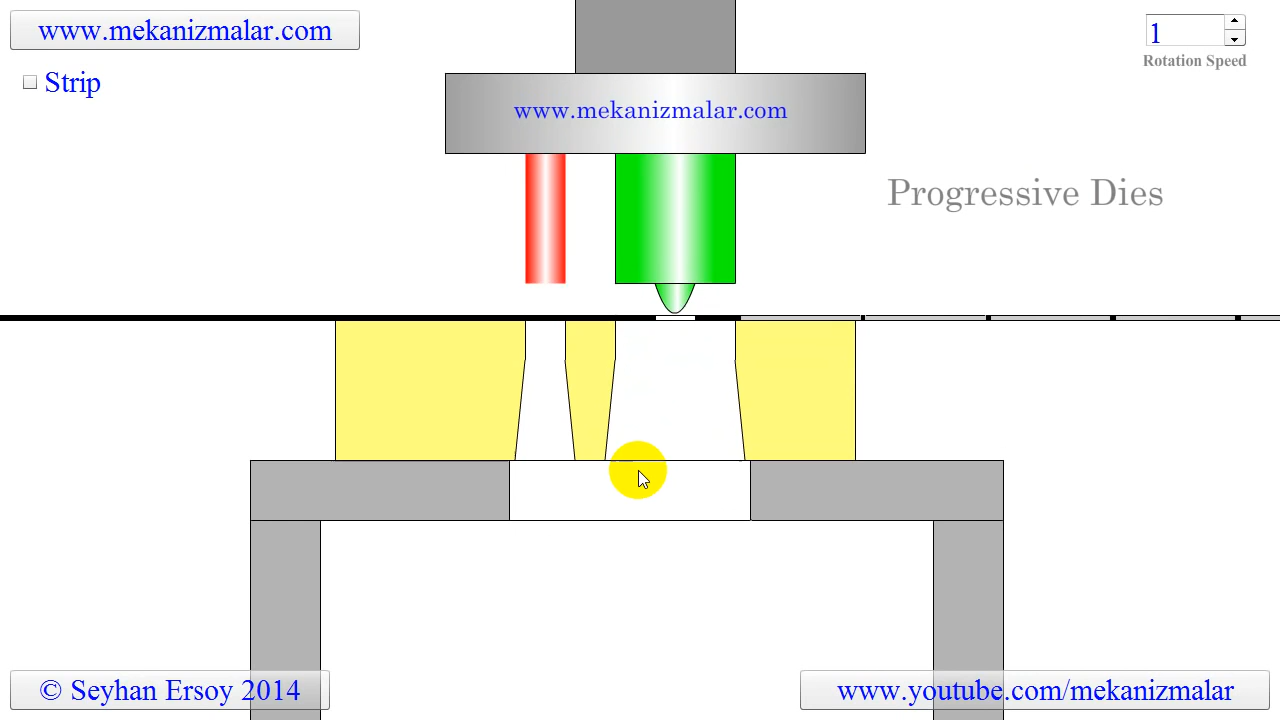 www.mekanizmalar.com
1
Rotation Speed
Strip
www.mekanizmalar.com
Progressive Dies
© Seyhan Ersoy 2014
www.youtube.com/mekanizmalar